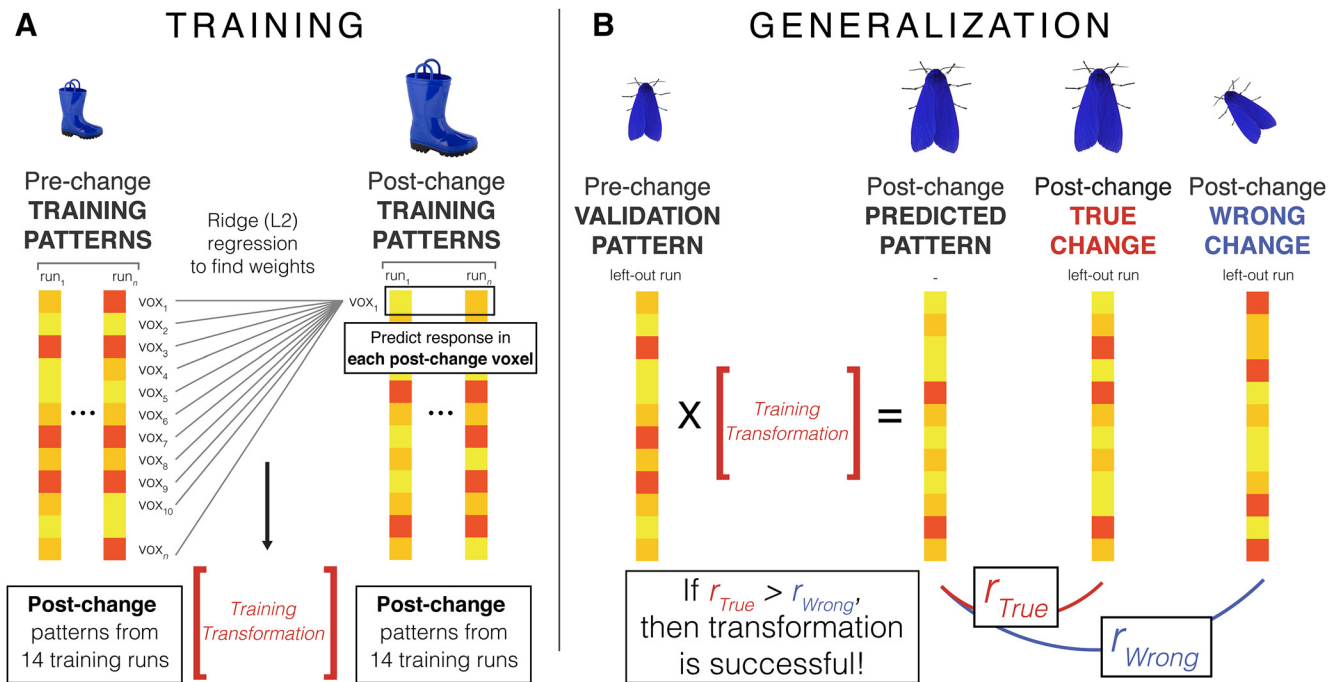 A TRAINING
Pre-change
TRAINING
PATTERNS
Ridge (L2)
regression
to find weights
Post-change
TRAINING
PATTERNS
run1 runn
run1 runn
vox1
vox2
vox3
vox4
vox5
vox6
vox7
vox8
vox9
vox10
voxn
...
vox1
Predict response in
each post-change voxel
...
Post-change
patterns from
14 training runs
Training
Transformation
Post-change
patterns from
14 training runs
B GENERALIZATION
Pre-change
VALIDATION
PATTERN
left-out run
Post-change
PREDICTED
PATTERN
-
Post-change
TRUE
CHANGE
left-out run
Post-change
WRONG
CHANGE
left-out run
X
Training
Transformation
=
If rTrue > rWrong,
then transformation
is successful!
rTrue
rWrong